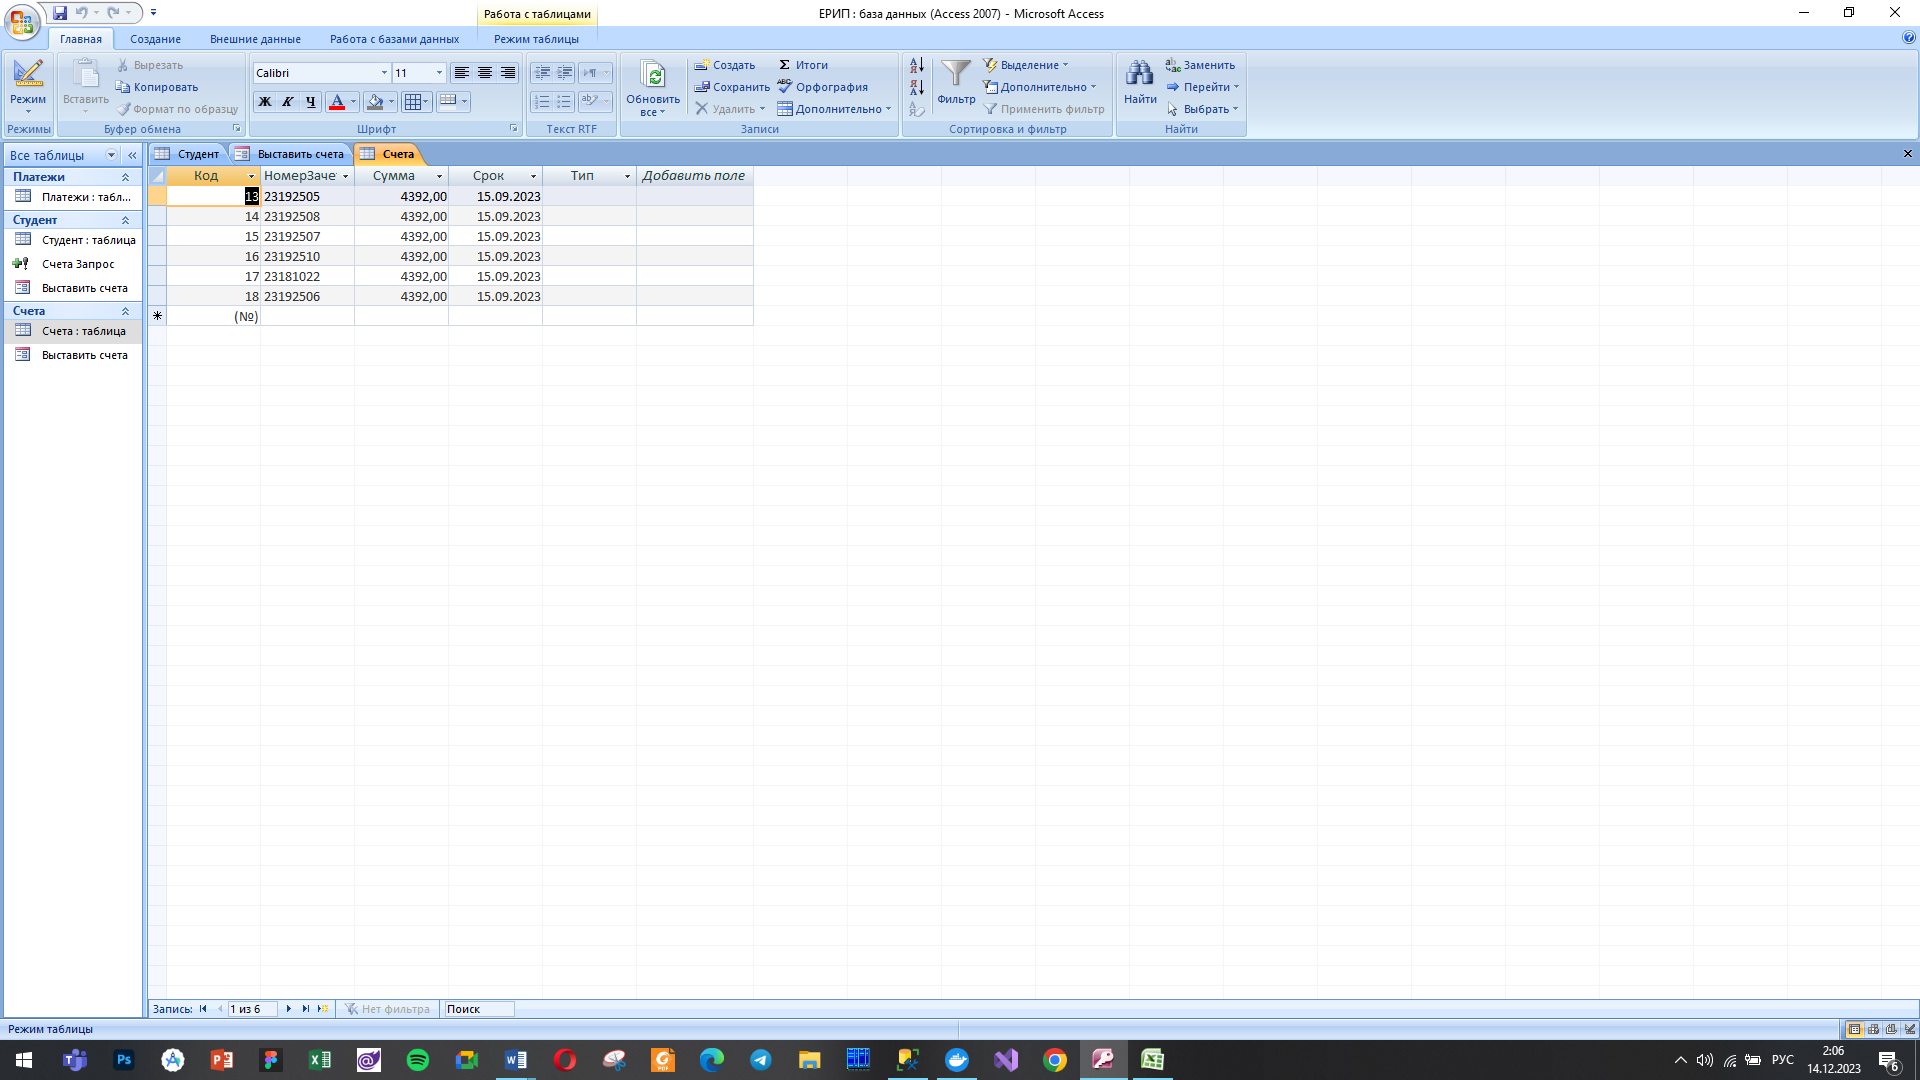 Работа с таблицами
ЕРИП : база данных (Access 2007) - Microsoft Access
Главная Создание Внешние данные Работа с базами данных Режим таблицы
Режим
Режимы
Вставить
Вырезать
Копировать
Формат по образцу
Буфер обмена
Calibri 11
Ж К Ч
Шрифт
Текст RTF
Обновить
все
Создать
Сохранить
Удалить
Итоги
Орфография
Дополнительно
Записи
Фильтр
Выделение
Дополнительно
Применить фильтр
Сортировка и фильтр
Найти
Заменить
Перейти
Выбрать
Найти
Все таблицы
Платежи
Платежи : табл...
Студент
Студент : таблица
Счета Запрос
Выставить счета
Счета
Счета : таблица
Выставить счета
Студент Выставить счета Счета
Код НомерЗаче Сумма Срок Тип Добавить поле
13 23192505 4392,00 15.09.2023
14 23192508 4392,00 15.09.2023
15 23192507 4392,00 15.09.2023
16 23192510 4392,00 15.09.2023
17 23181022 4392,00 15.09.2023
18 23192506 4392,00 15.09.2023
(№)
Запись: 1 из 6 Нет фильтра Поиск
Режим таблицы
РУС
2:06
14.12.2023
6